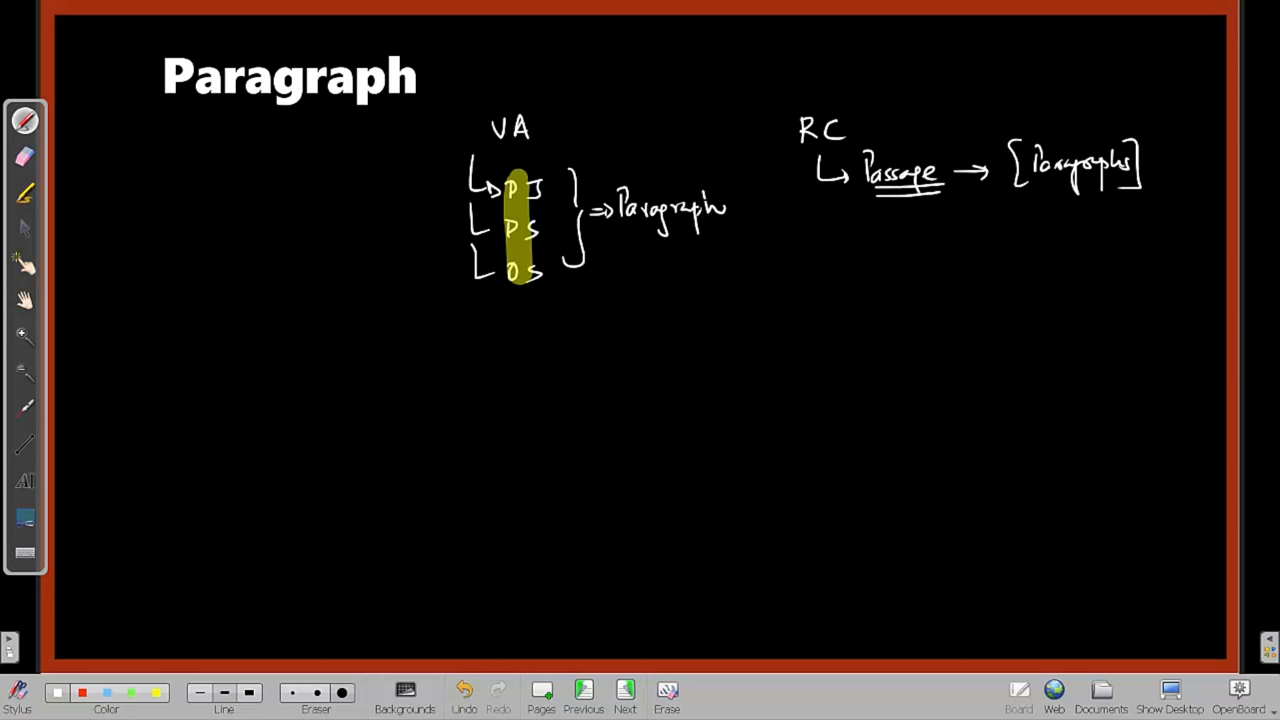 Paragraph
VA
PJ
PS
OS
⇒ Paragraph
RC
Passage → [Paragraphs]
AI
Stylus
Color
Line
Eraser
Backgrounds
Undo
Redo
Pages
Previous
Next
Erase
Board
Web
Documents
Show Desktop
OpenBoard